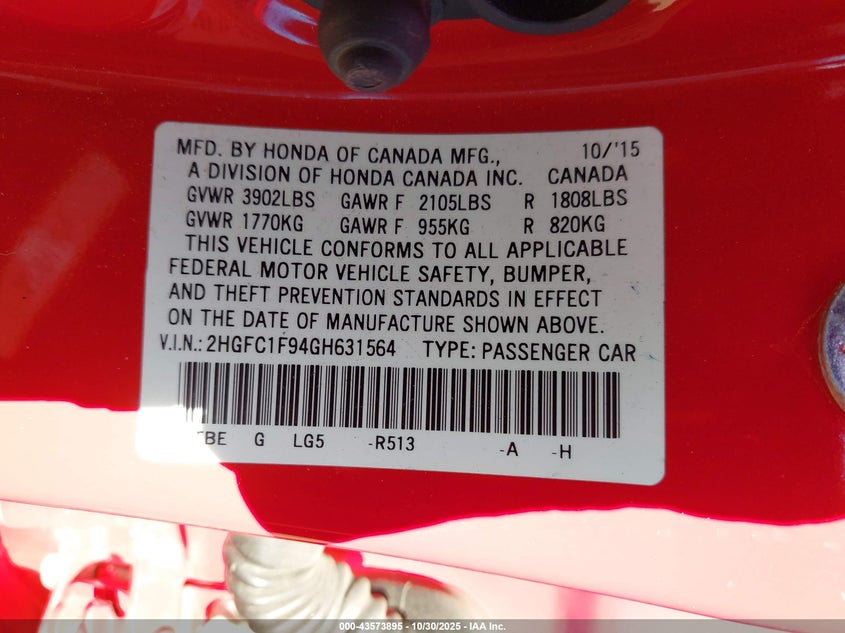 MFD. BY HONDA OF CANADA MFG., 10/'15
A DIVISION OF HONDA CANADA INC. CANADA
GVWR 3902LBS GAWR F 2105LBS R 1808LBS
GVWR 1770KG GAWR F 955KG R 820KG
THIS VEHICLE CONFORMS TO ALL APPLICABLE
FEDERAL MOTOR VEHICLE SAFETY, BUMPER,
AND THEFT PREVENTION STANDARDS IN EFFECT
ON THE DATE OF MANUFACTURE SHOWN ABOVE.
V.I.N.: 2HGFC1F94GH631564 TYPE: PASSENGER CAR
G LG5 -R513 -A -H
000-43573895 - 10/30/2025 - IAA Inc.